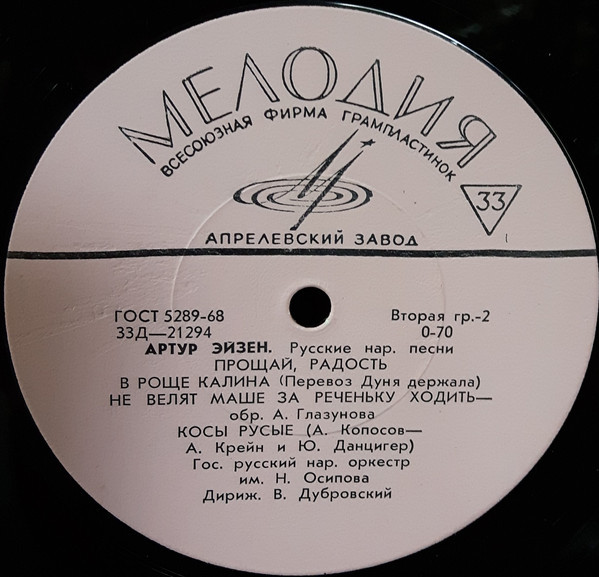 МЕЛОДИЯ
ВСЕСОЮЗНАЯ ФИРМА ГРАМПЛАСТИНОК
33
АПРЕЛЕВСКИЙ ЗАВОД
ГОСТ 5289-68 Вторая гр.-2
33Д—21294 0-70
АРТУР ЭЙЗЕН. Русские нар. песни
ПРОЩАЙ, РАДОСТЬ
В РОЩЕ КАЛИНА (Перевоз Дуня держала)
НЕ ВЕЛЯТ МАШЕ ЗА РЕЧЕНЬКУ ХОДИТЬ—
обр. А. Глазунова
КОСЫ РУСЫЕ (А. Копосов—
А. Крейн и Ю. Данцигер)
Гос. русский нар. оркестр
им. Н. Осипова
Дириж. В. Дубровский